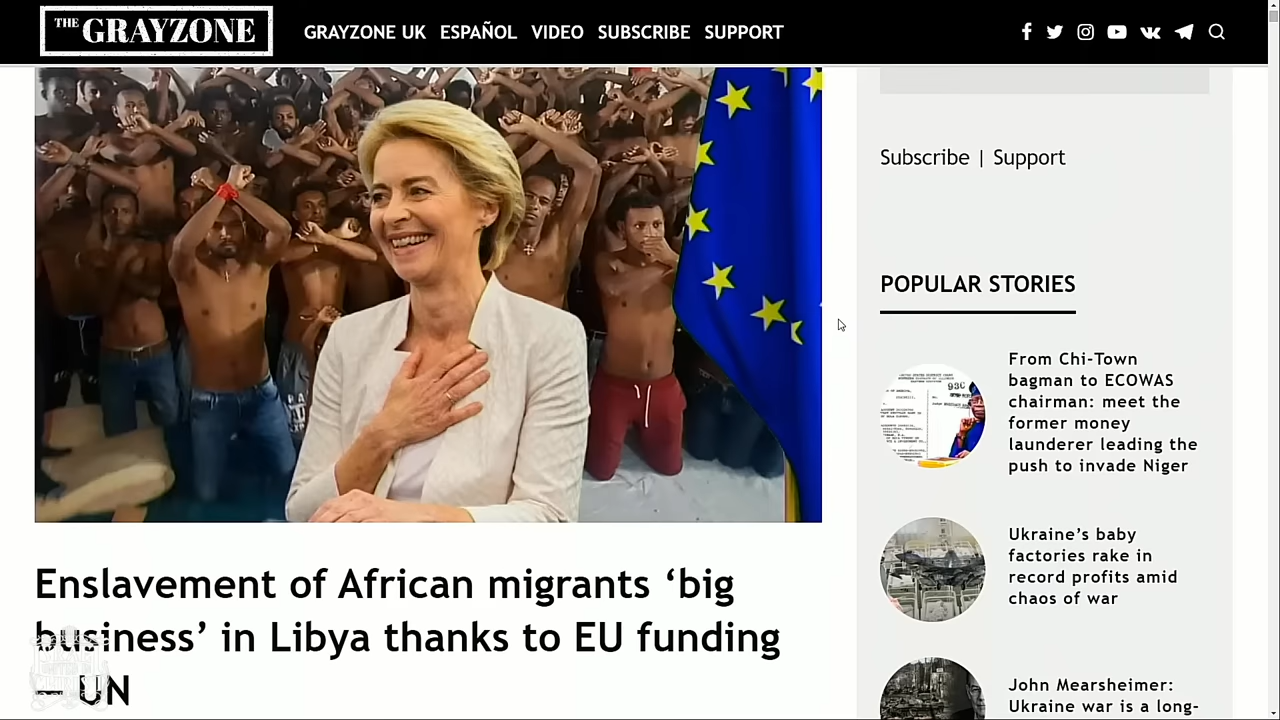 THE GRAYZONE
GRAYZONE UK ESPAÑOL VIDEO SUBSCRIBE SUPPORT
Enslavement of African migrants ‘big
business’ in Libya thanks to EU funding
– UN
Subscribe | Support
POPULAR STORIES
From Chi-Town
bagman to ECOWAS
chairman: meet the
former money
launderer leading the
push to invade Niger
Ukraine’s baby
factories rake in
record profits amid
chaos of war
John Mearsheimer:
Ukraine war is a long-